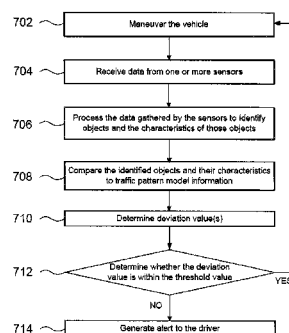 702
Maneuver the vehicle
704
Receive data from one or more sensors
706
Process the data gathered by the sensors to identify
objects and the characteristics of those objects
708
Compare the identified objects and their characteristics
to traffic pattern model information
710
Determine deviation value(s)
712
Determine whether the deviation
value is within the threshold value
YES
NO
714
Generate alert to the driver